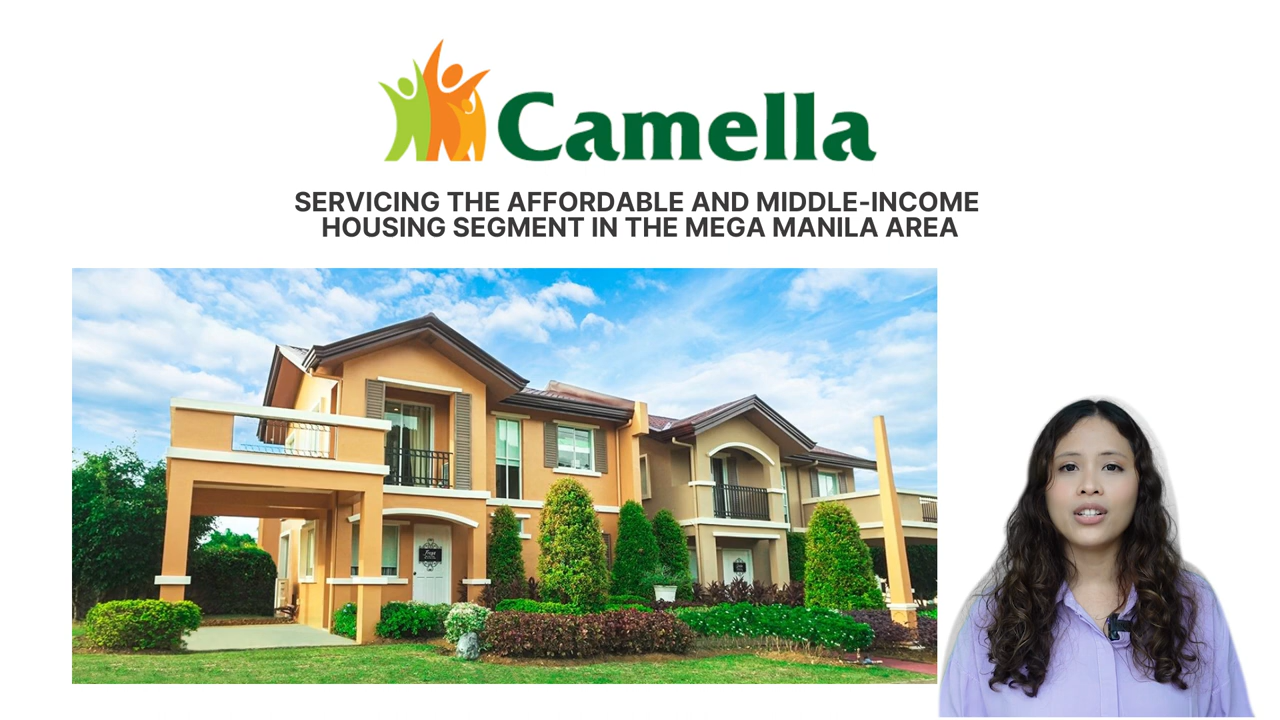 Camella
SERVICING THE AFFORDABLE AND MIDDLE-INCOME
HOUSING SEGMENT IN THE MEGA MANILA AREA